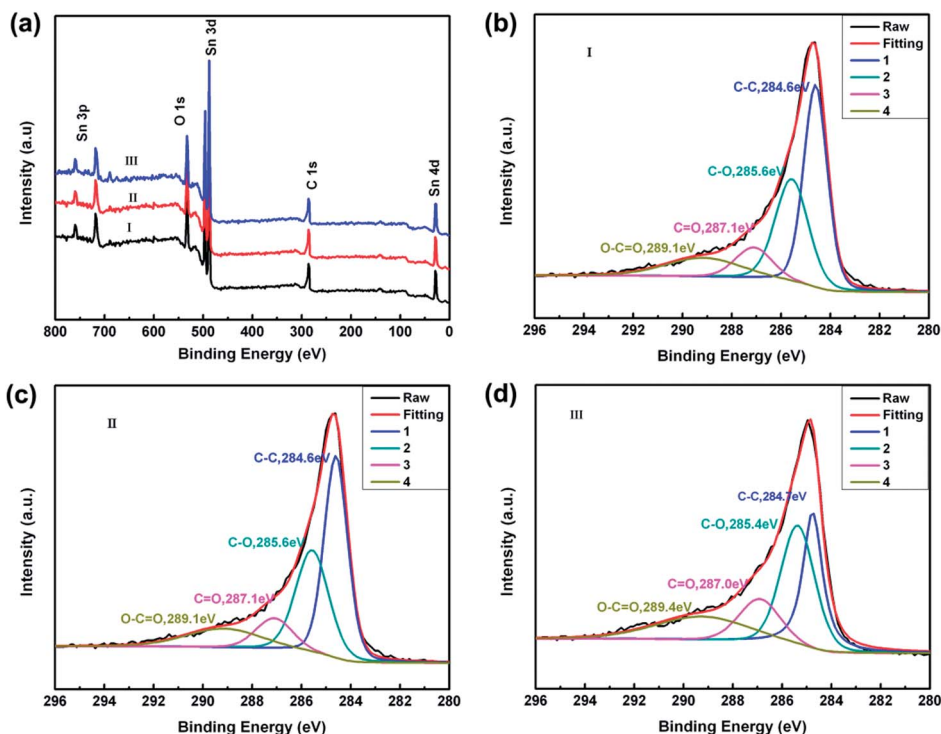 (a)
Sn 3p
O 1s
Sn 3d
C 1s
Sn 4d
III
II
I
Intensity (a.u)
800 700 600 500 400 300 200 100 0
Binding Energy (eV)
(b)
I
Raw
Fitting
1
2
3
4
C-C,284.6eV
C-O,285.6eV
C=O,287.1eV
O-C=O,289.1eV
Intensity (a.u.)
296 294 292 290 288 286 284 282 280
Binding Energy (eV)
(c)
II
Raw
Fitting
1
2
3
4
C-C,284.6eV
C-O,285.6eV
C=O,287.1eV
O-C=O,289.1eV
Intensity (a.u.)
296 294 292 290 288 286 284 282 280
Binding Energy (eV)
(d)
III
Raw
Fitting
1
2
3
4
C-C,284.7eV
C-O,285.4eV
C=O,287.0eV
O-C=O,289.4eV
Intensity (a.u.)
296 294 292 290 288 286 284 282 280
Binding Energy (eV)